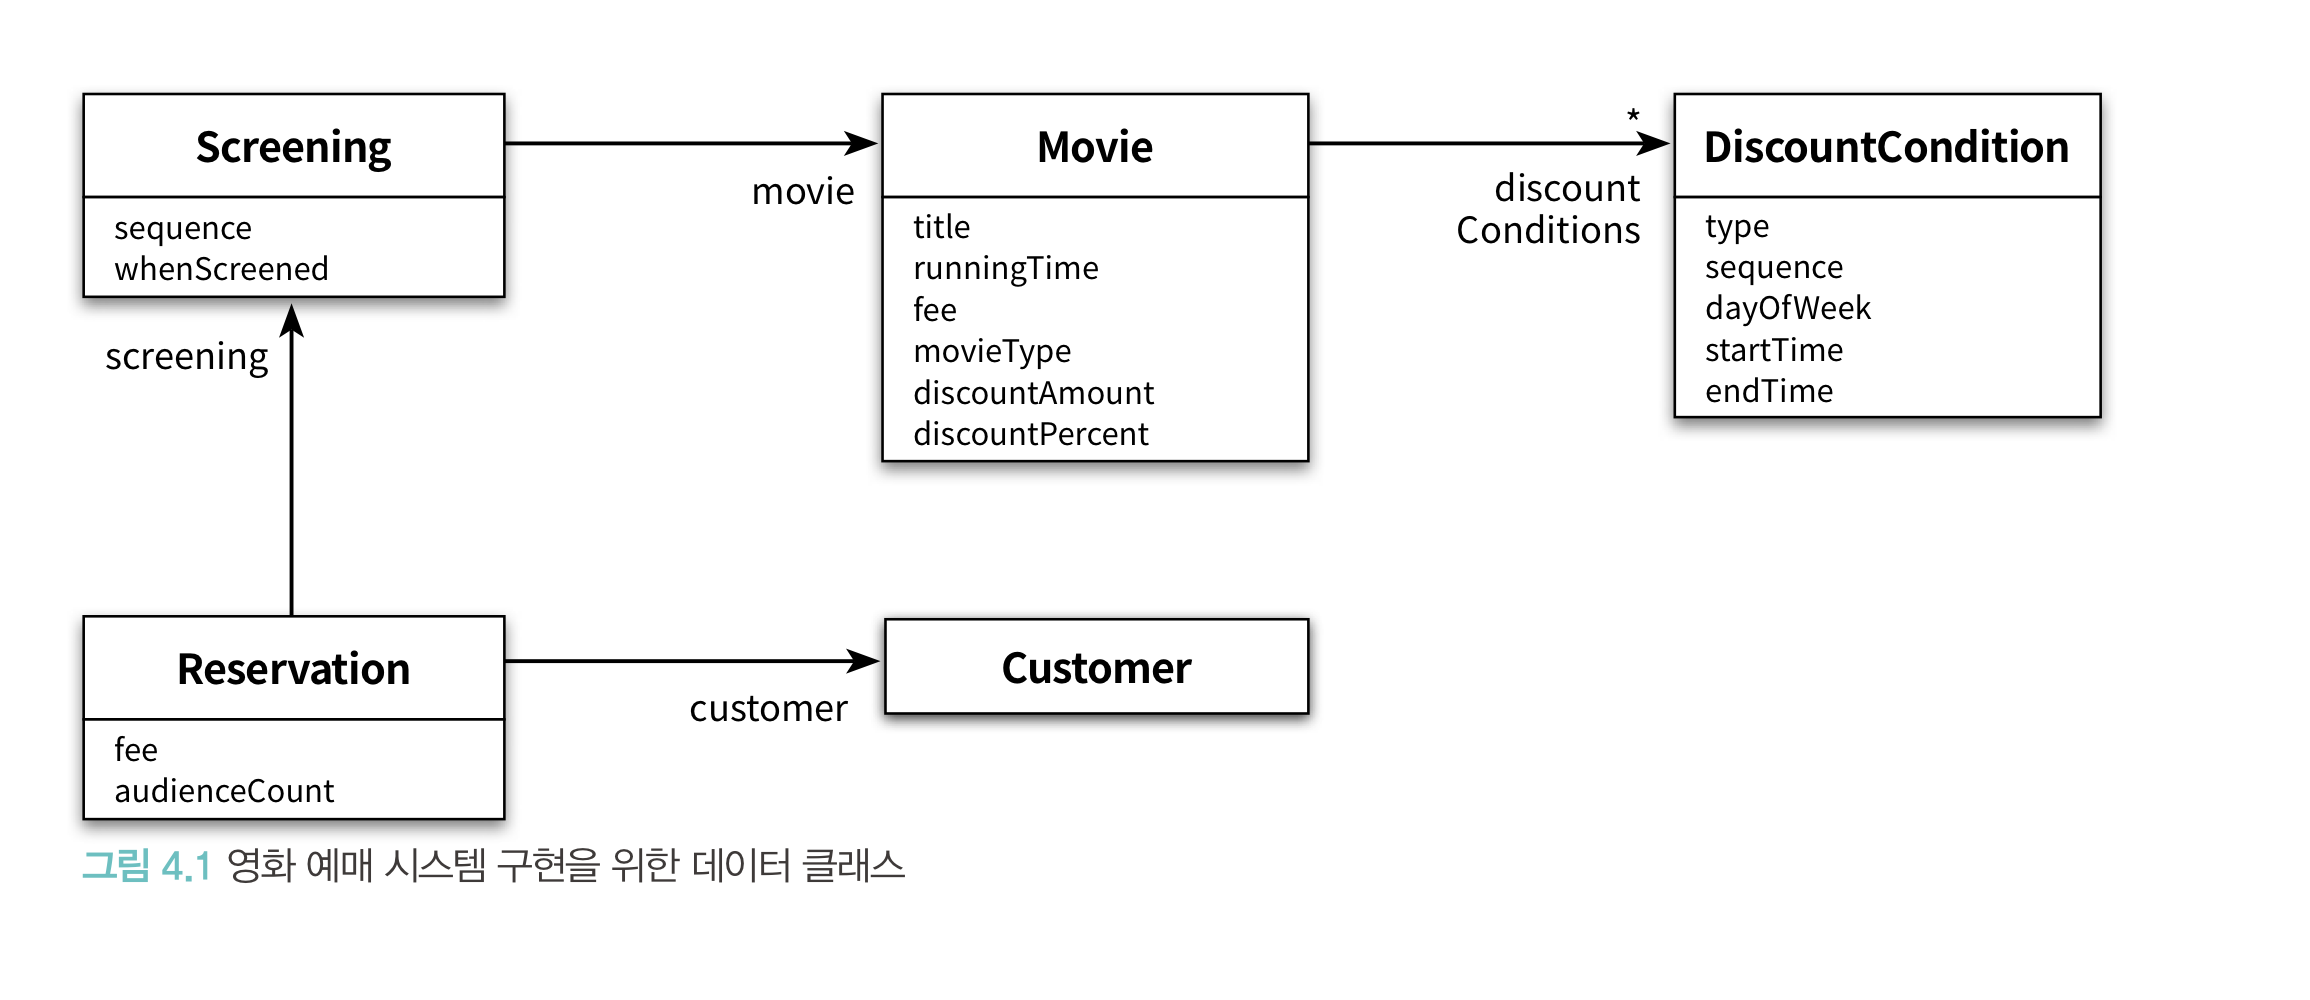 Screening
sequence
whenScreened
movie
Movie
title
runningTime
fee
movieType
discountAmount
discountPercent
*
discount
Conditions
DiscountCondition
type
sequence
dayOfWeek
startTime
endTime
screening
Reservation
fee
audienceCount
customer
Customer
그림 4.1 영화 예매 시스템 구현을 위한 데이터 클래스